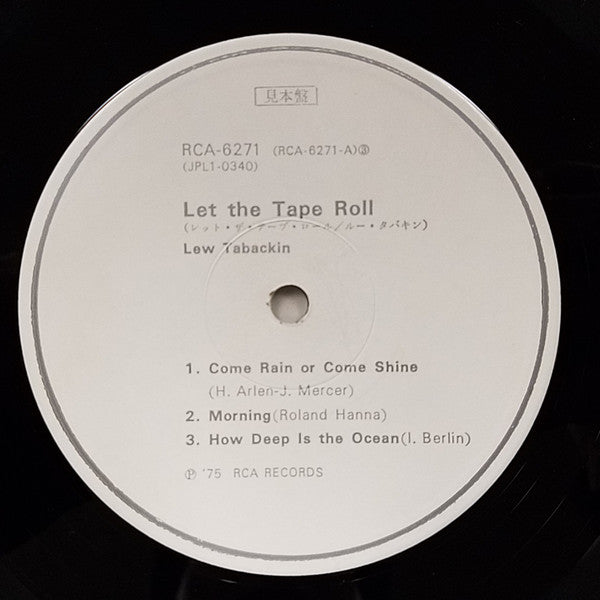 見本盤
RCA-6271 (RCA-6271-A)③
(JPL1-0340)
Let the Tape Roll
(レット・ザ・テープ・ロール/ルー・タバキン)
Lew Tabackin
1. Come Rain or Come Shine
(H. Arlen-J. Mercer)
2. Morning(Roland Hanna)
3. How Deep Is the Ocean(I. Berlin)
Ⓟ '75 RCA RECORDS